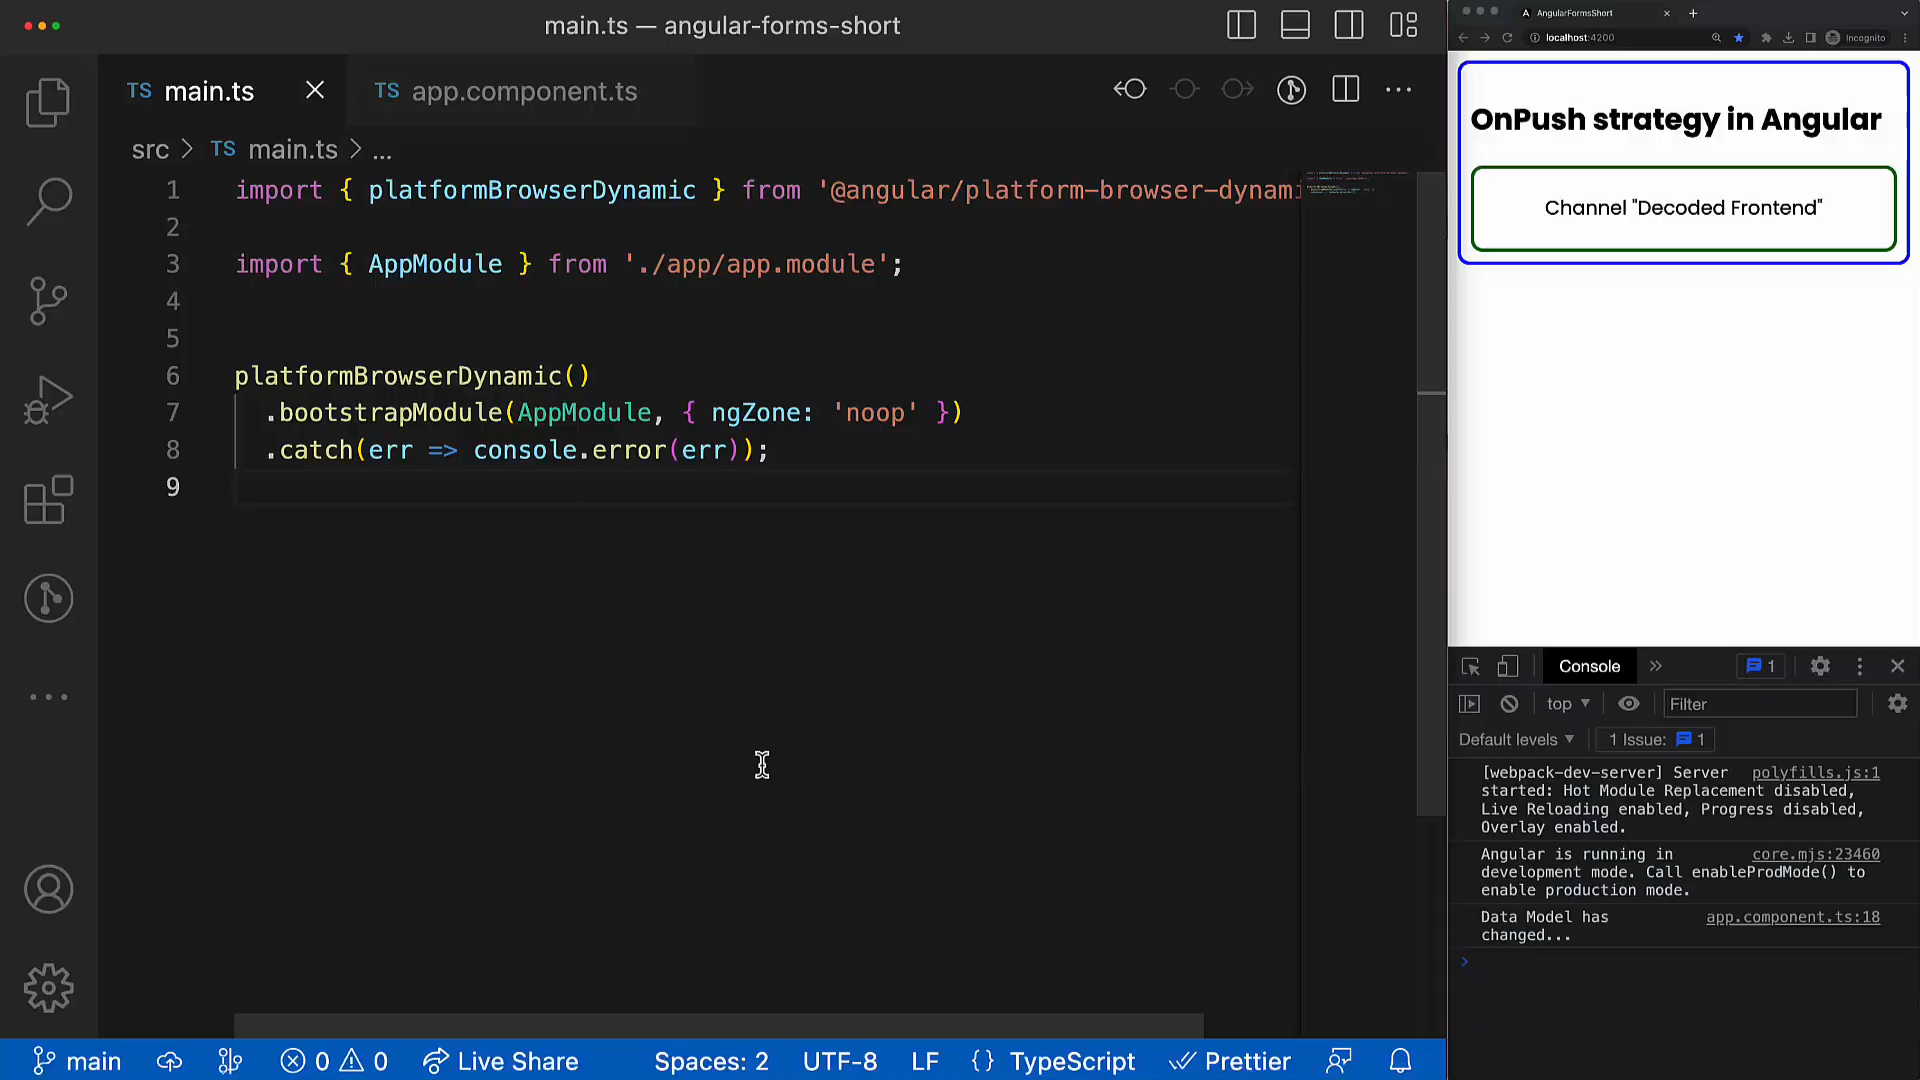 main.ts — angular-forms-short
TS main.ts
TS app.component.ts
src > TS main.ts > ...
1 import { platformBrowserDynamic } from '@angular/platform-browser-dynami
2
3 import { AppModule } from './app/app.module';
4
5
6 platformBrowserDynamic()
7 .bootstrapModule(AppModule, { ngZone: 'noop' })
8 .catch(err => console.error(err));
9
main
0 0
Live Share
Spaces: 2
UTF-8
LF
{} TypeScript
Prettier
AngularFormsShort
localhost:4200
Incognito
OnPush strategy in Angular
Channel "Decoded Frontend"
Console
1
top
Filter
Default levels
1 Issue: 1
[webpack-dev-server] Server polyfills.js:1
started: Hot Module Replacement disabled,
Live Reloading enabled, Progress disabled,
Overlay enabled.
Angular is running in core.mjs:23460
development mode. Call enableProdMode() to
enable production mode.
Data Model has app.component.ts:18
changed...